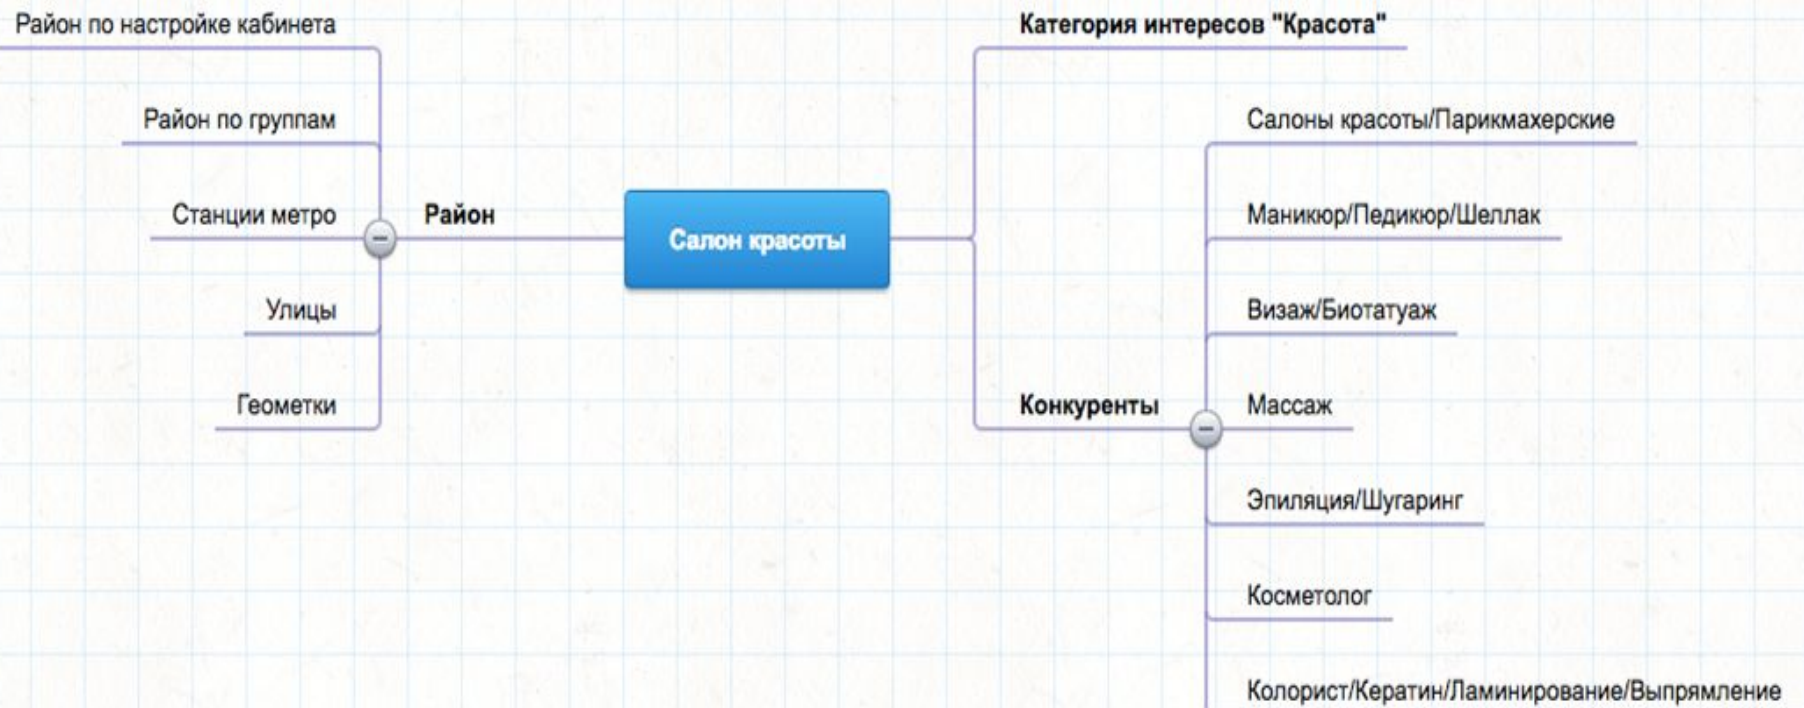 Район по настройке кабинета
Район по группам
Станции метро
Улицы
Геометки
Район
Салон красоты
Категория интересов "Красота"
Конкуренты
Салоны красоты/Парикмахерские
Маникюр/Педикюр/Шеллак
Визаж/Биотатуаж
Массаж
Эпиляция/Шугаринг
Косметолог
Колорист/Кератин/Ламинирование/Выпрямление